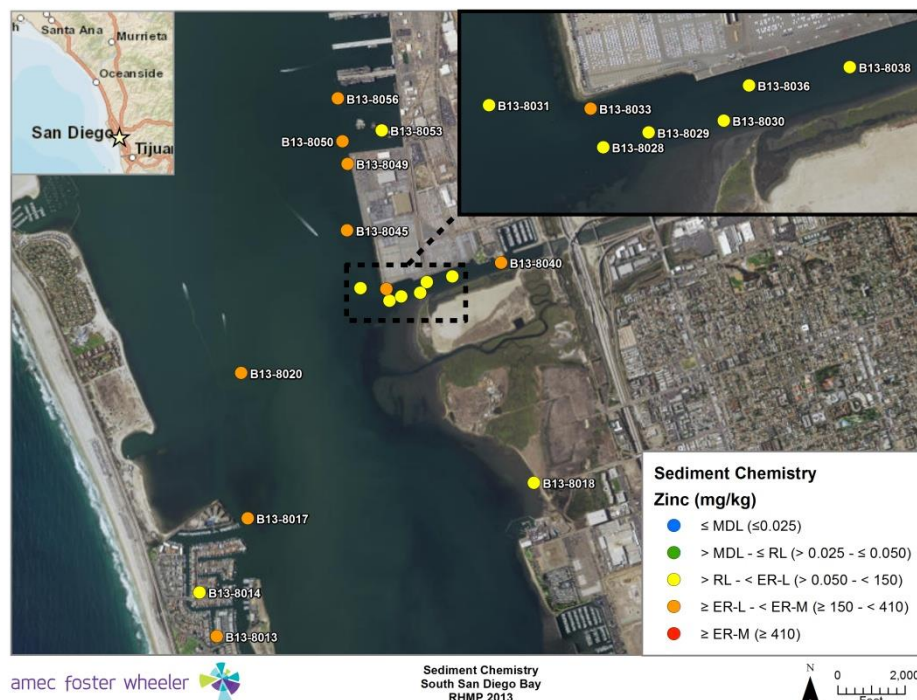 h
Santa Ana
Murrieta
Oceanside
San Diego
Tijuan
B13-8038
B13-8036
B13-8031
B13-8033
B13-8030
B13-8029
B13-8028
B13-8056
B13-8053
B13-8050
B13-8049
B13-8045
B13-8040
B13-8020
B13-8018
B13-8017
B13-8014
B13-8013
Sediment Chemistry
Zinc (mg/kg)
≤ MDL (≤0.025)
> MDL - ≤ RL (> 0.025 - ≤ 0.050)
> RL - < ER-L (> 0.050 - < 150)
≥ ER-L - < ER-M (≥ 150 - < 410)
≥ ER-M (≥ 410)
amec foster wheeler
Sediment Chemistry
South San Diego Bay
RHMP 2013
N
0 2,000
Feet